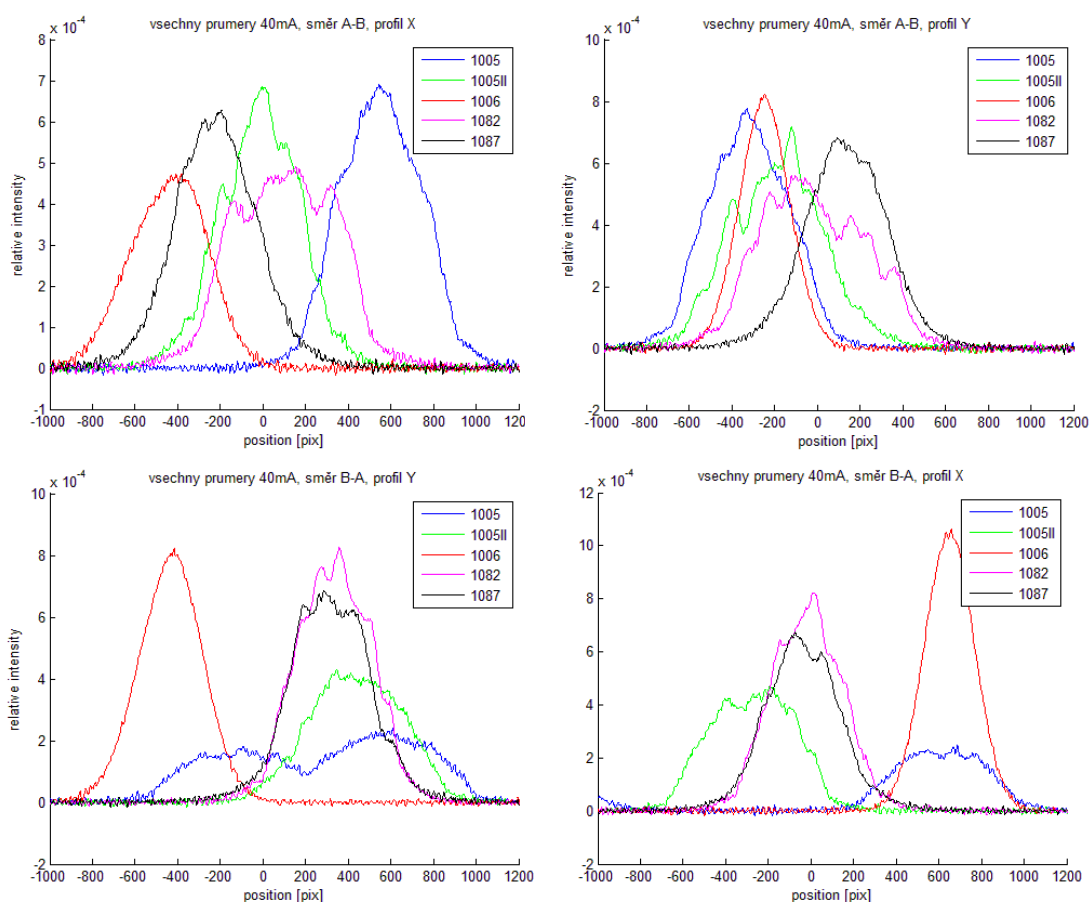 vsechny prumery 40mA, směr A-B, profil X
x 10⁻⁴
8
7
6
5
4
3
2
1
0
-1
relative intensity
-1000 -800 -600 -400 -200 0 200 400 600 800 1000 1200
position [pix]
1005
1005II
1006
1082
1087
vsechny prumery 40mA, směr A-B, profil Y
x 10⁻⁴
10
8
6
4
2
0
-2
relative intensity
-1000 -800 -600 -400 -200 0 200 400 600 800 1000 1200
position [pix]
1005
1005II
1006
1082
1087
vsechny prumery 40mA, směr B-A, profil Y
x 10⁻⁴
10
8
6
4
2
0
-2
relative intensity
-1000 -800 -600 -400 -200 0 200 400 600 800 1000 1200
position [pix]
1005
1005II
1006
1082
1087
vsechny prumery 40mA, směr B-A, profil X
x 10⁻⁴
12
10
8
6
4
2
0
-2
relative intensity
-1000 -800 -600 -400 -200 0 200 400 600 800 1000 1200
position [pix]
1005
1005II
1006
1082
1087